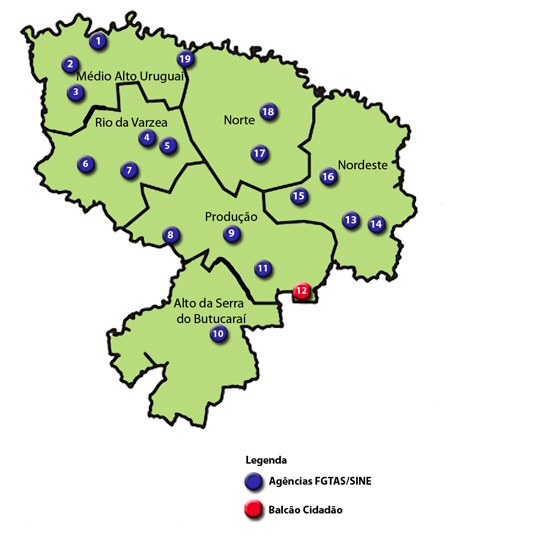 1
19
2
Médio Alto Uruguai
3
18
Rio da Varzea
Norte
4
5
17
Nordeste
6
7
16
15
Produção
13
14
8
9
11
12
Alto da Serra
do Butucaraí
10
Legenda
Agências FGTAS/SINE
Balcão Cidadão